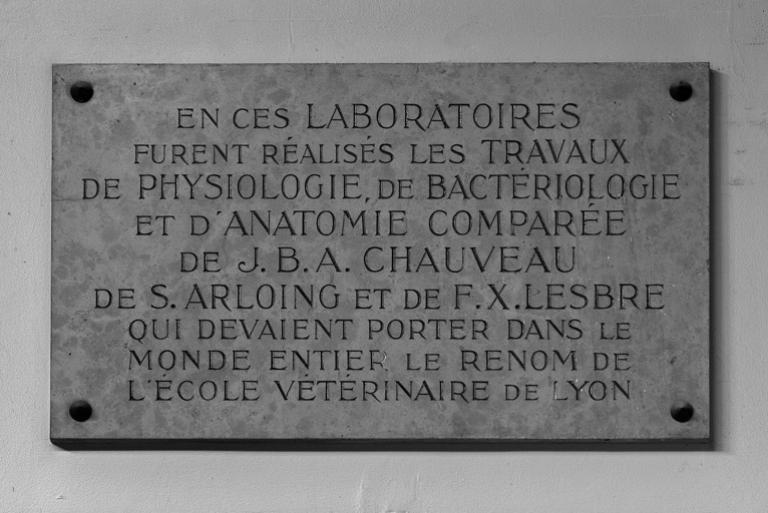 EN CES LABORATOIRES
FURENT RÉALISÉS LES TRAVAUX
DE PHYSIOLOGIE, DE BACTÉRIOLOGIE
ET D'ANATOMIE COMPARÉE
DE J.B.A. CHAUVEAU
DE S. ARLOING ET DE F.X. LESBRE
QUI DEVAIENT PORTER DANS LE
MONDE ENTIER LE RENOM DE
L'ÉCOLE VÉTÉRINAIRE DE LYON